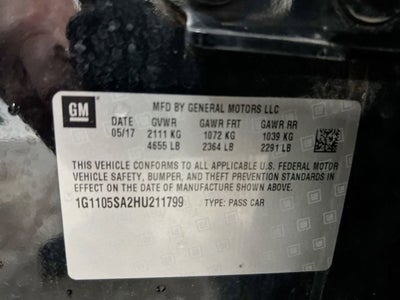 GM
MFD BY GENERAL MOTORS LLC
DATE GVWR GAWR FRT GAWR RR
05/17 2111 KG 1072 KG 1039 KG
4655 LB 2364 LB 2291 LB
THIS VEHICLE CONFORMS TO ALL APPLICABLE U.S. FEDERAL MOTOR
VEHICLE SAFETY, BUMPER, AND THEFT PREVENTION STANDARDS
IN EFFECT ON THE DATE OF MANUFACTURE SHOWN ABOVE.
1G1105SA2HU211799 TYPE: PASS CAR